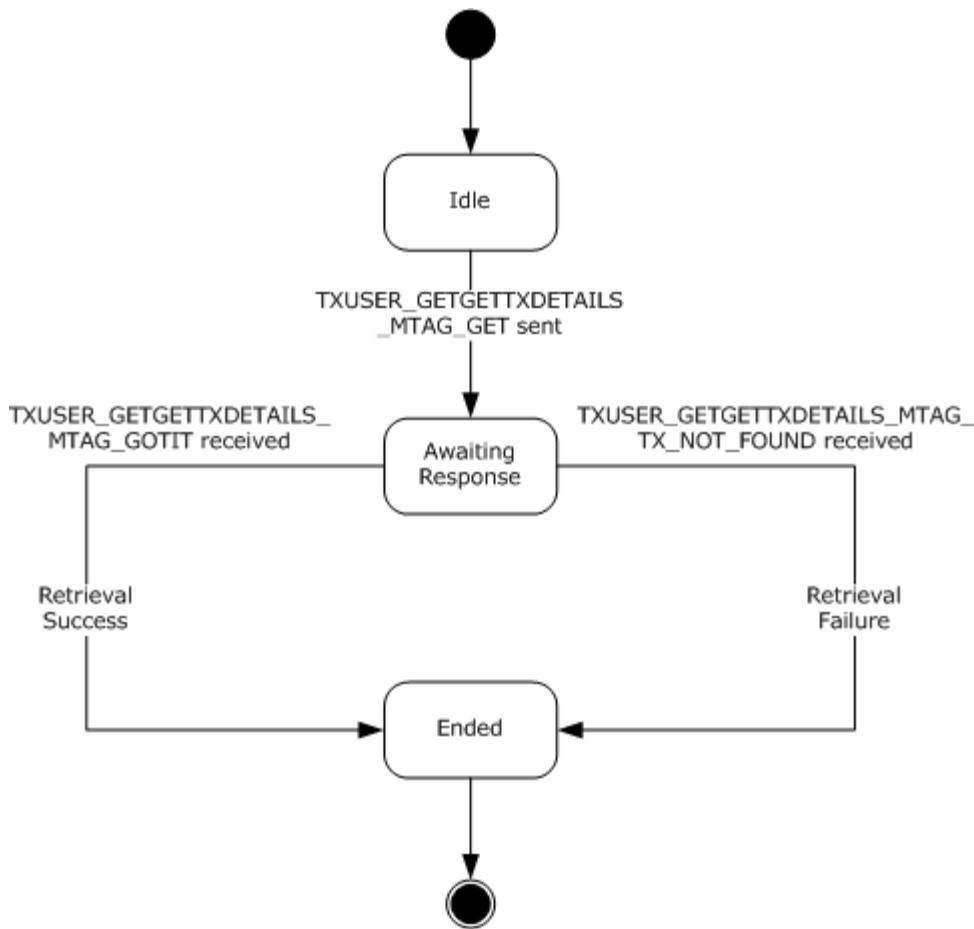 Idle
TXUSER_GETGETTXDETAILS
_MTAG_GET sent
TXUSER_GETGETTXDETAILS_
MTAG_GOTIT received
TXUSER_GETGETTXDETAILS_MTAG_
TX_NOT_FOUND received
Awaiting
Response
Retrieval
Success
Retrieval
Failure
Ended